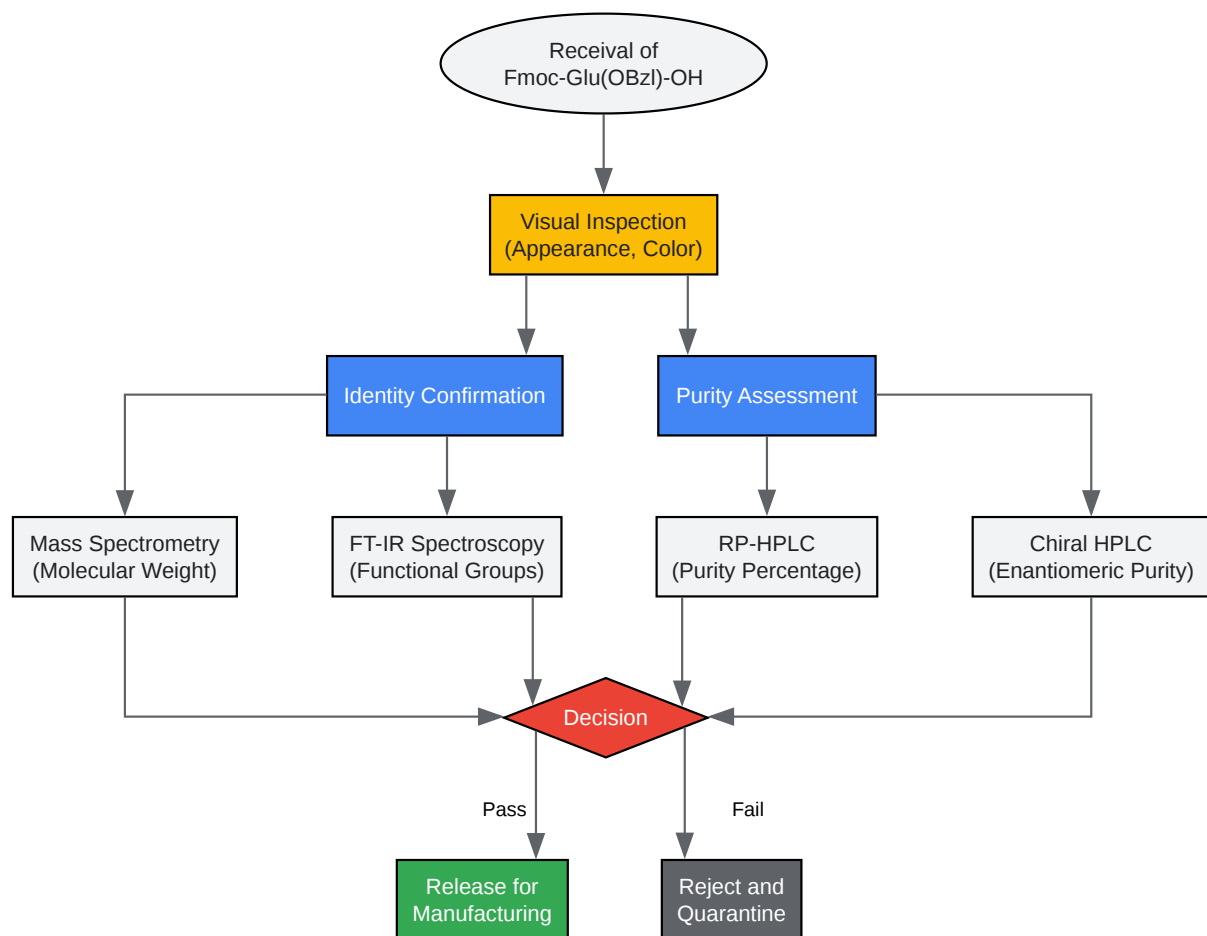 Receival of
Fmoc-Glu(OBzl)-OH
Visual Inspection
(Appearance, Color)
Identity Confirmation
Purity Assessment
Mass Spectrometry
(Molecular Weight)
FT-IR Spectroscopy
(Functional Groups)
RP-HPLC
(Purity Percentage)
Chiral HPLC
(Enantiomeric Purity)
Decision
Pass
Fail
Release for
Manufacturing
Reject and
Quarantine